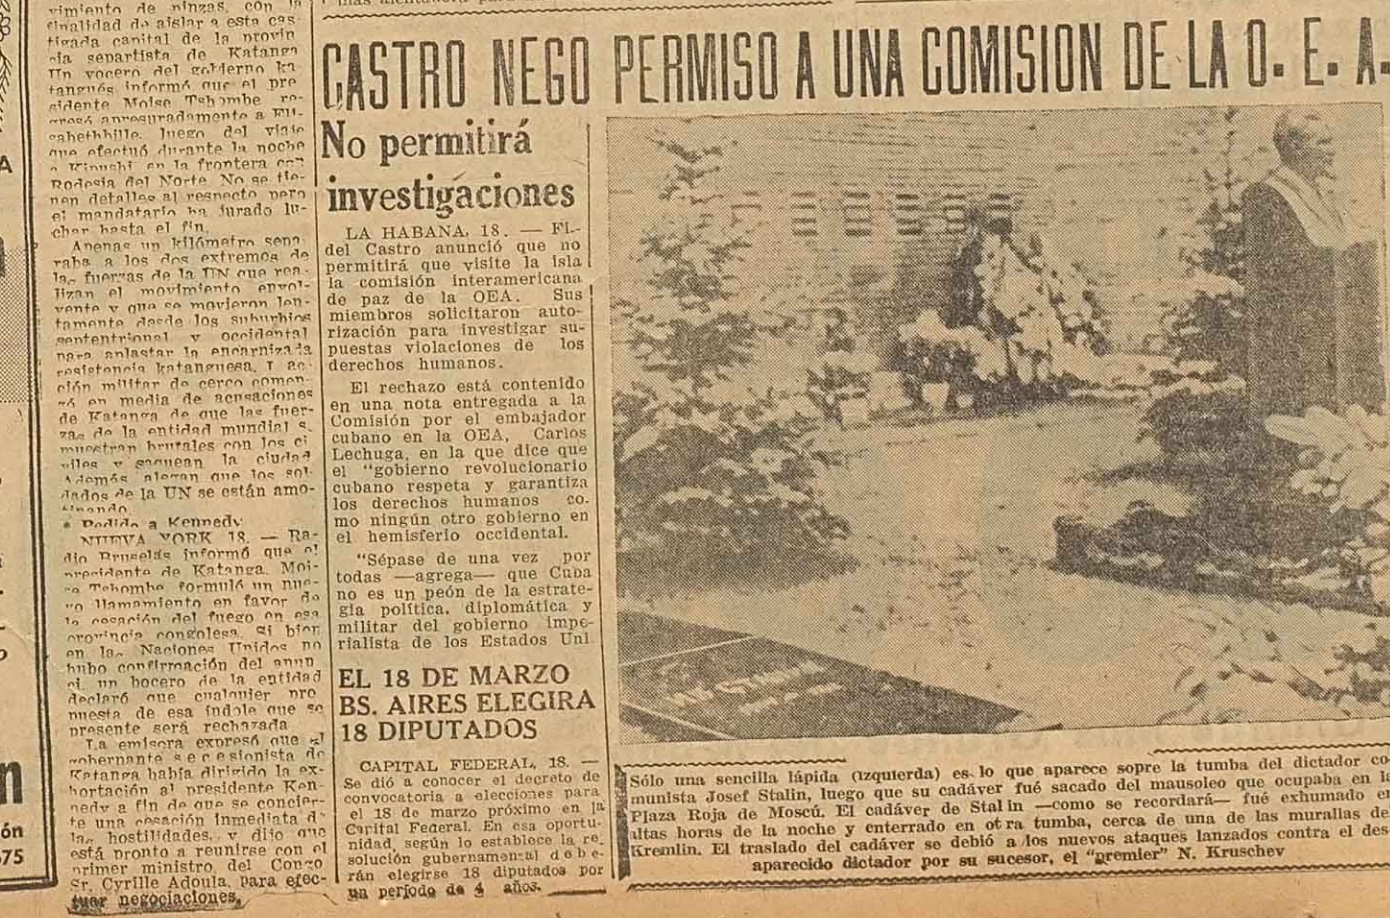 vimiento de pinzas, con la
finalidad de aislar a esta cas-
tigada capital de la provin
cia separtista de Katanga
Un vocero del gobierno ka-
tangués informó que el pre
sidente Moise Tshombe re-
gresó apresuradamente a Eli-
sabethbille, luego del viaje
que efectuó durante la noche
a Kipushi en la frontera con
Rodesia del Norte. No se tie-
nen detalles al respecto pero
el mandatario ha jurado lu-
char hasta el fin.
Apenas un kilómetro sepa-
raba a los dos extremos de
las fuerzas de la UN que rea-
lizan el movimiento envol-
vente y que se movieron len-
tamente desde los suburbios
septentrional y occidental
para aplastar la encarnizada
resistencia katanguesa. L ac-
ción militar de cerco comen-
zó en media de acusaciones
de Katanga de que las fuer-
zas de la entidad mundial s.
muestran brutales con los ci
viles y saquean la ciudad
Además alegan que los sol-
dados de la UN se están amo-
tinando.
* Pedido a Kennedy
NUEVA YORK 18. — Ra-
dio Bruselas informó que el
presidente de Katanga, Moi-
se Tshombe formuló un nue-
vo llamamiento en favor de
la cesación del fuego en esa
provincia congolesa. Si bien
en las Naciones Unidos no
hubo confirmación del anun
ci un bocero de la entidad
declaró que cualquier pro
puesta de esa índole que se
presente será rechazada
La emisora expresó que el
gobernante secesionista de
Katanga había dirigido la ex-
hortación al presidente Ken-
nedy a fin de que se concier-
te una cesación inmediata de
las hostilidades, y dijo que
está pronto a reunirse con el
primer ministro del Congo
Sr. Cyrille Adoula, para efec-
tuar negociaciones.
CASTRO NEGO PERMISO A UNA COMISION DE LA O. E. A.
No permitirá
investigaciones
LA HABANA, 18. — Fi-
del Castro anunció que no
permitirá que visite la isla
la comisión interamericana
de paz de la OEA. Sus
miembros solicitaron auto-
rización para investigar su-
puestas violaciones de los
derechos humanos.
El rechazo está contenido
en una nota entregada a la
Comisión por el embajador
cubano en la OEA, Carlos
Lechuga, en la que dice que
el "gobierno revolucionario
cubano respeta y garantiza
los derechos humanos co-
mo ningún otro gobierno en
el hemisferio occidental.
"Sépase de una vez por
todas —agrega— que Cuba
no es un peón de la estrate-
gia política, diplomática y
militar del gobierno impe-
rialista de los Estados Uni
EL 18 DE MARZO
BS. AIRES ELEGIRA
18 DIPUTADOS
CAPITAL FEDERAL, 18. —
Se dió a conocer el decreto de
convocatoria a elecciones para
el 18 de marzo próximo en la
Capital Federal. En esa oportu-
nidad, según lo establece la re
solución gubernamental debe-
rán elegirse 18 diputados por
un período de 4 años.
Sólo una sencilla lápida (izquierda) es lo que aparece sopre la tumba del dictador co-
munista Josef Stalin, luego que su cadáver fué sacado del mausoleo que ocupaba en la
Plaza Roja de Moscú. El cadáver de Stalin —como se recordará— fué exhumado en
altas horas de la noche y enterrado en otra tumba, cerca de una de las murallas del
Kremlin. El traslado del cadáver se debió a los nuevos ataques lanzados contra el des-
aparecido dictador por su sucesor, el "premier" N. Kruschev
A
n
ón
675